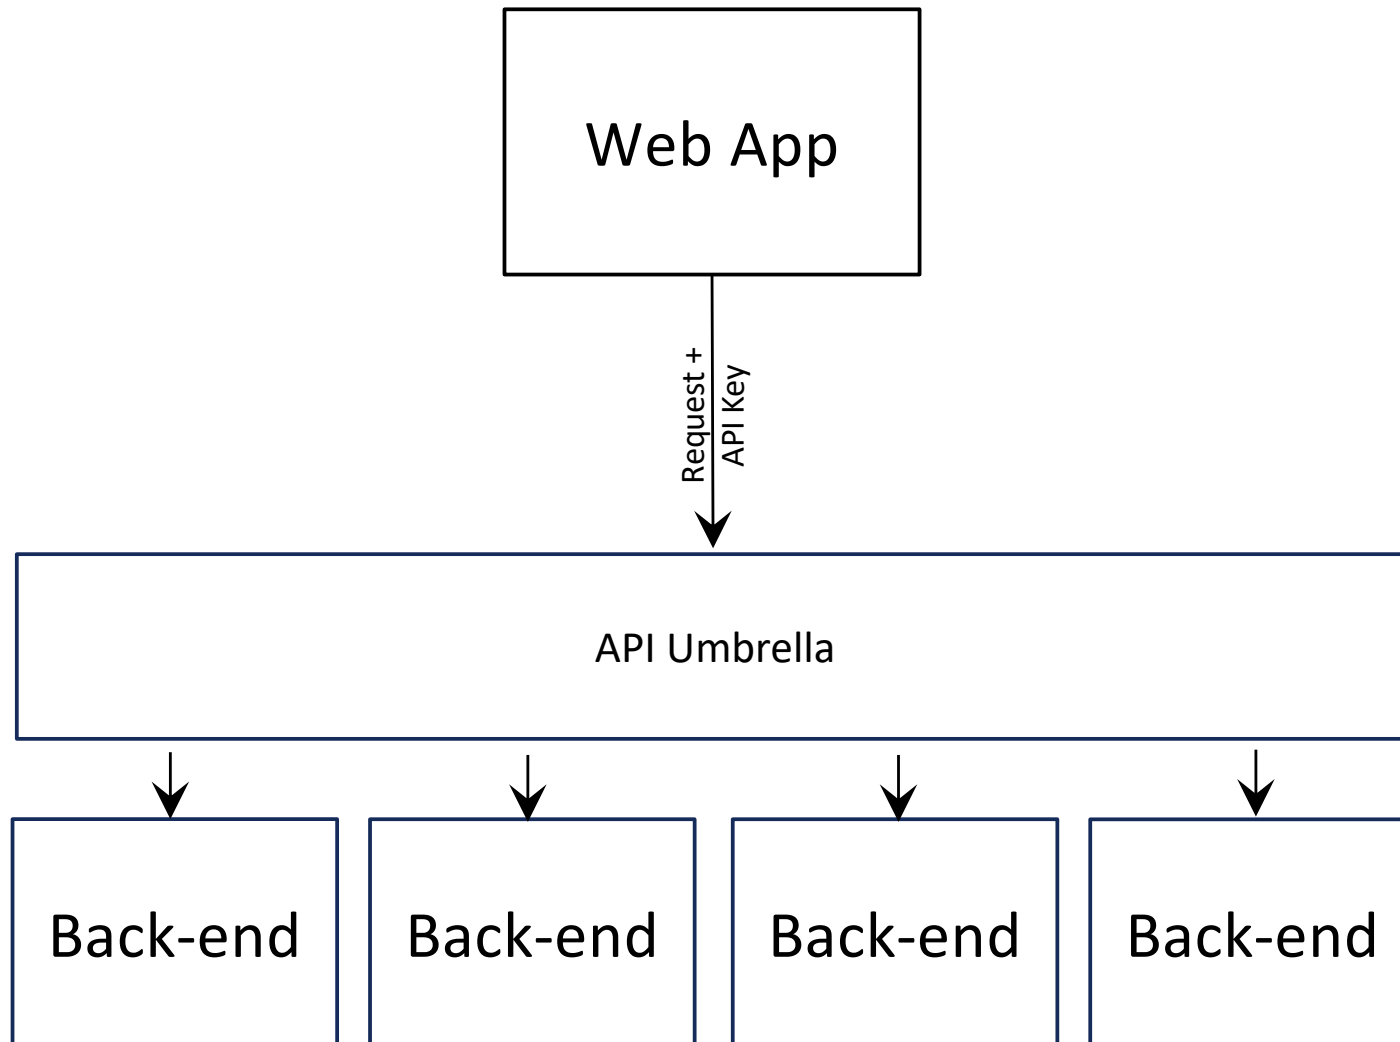 Web App
Request +
API Key
API Umbrella
Back-end
Back-end
Back-end
Back-end